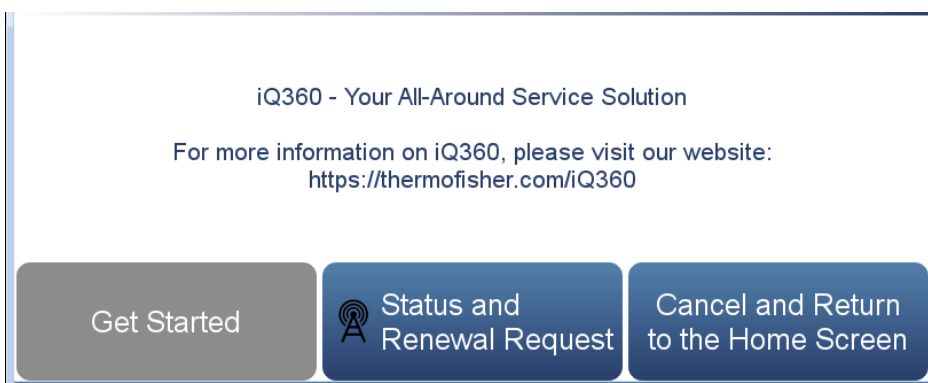 iQ360 - Your All-Around Service Solution
For more information on iQ360, please visit our website:
https://thermofisher.com/iQ360
Get Started
Status and
Renewal Request
Cancel and Return
to the Home Screen